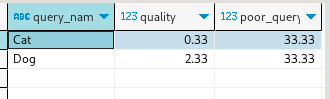 ABC query_nam 123 quality 123 poor_query
Cat 0.33 33.33
Dog 2.33 33.33